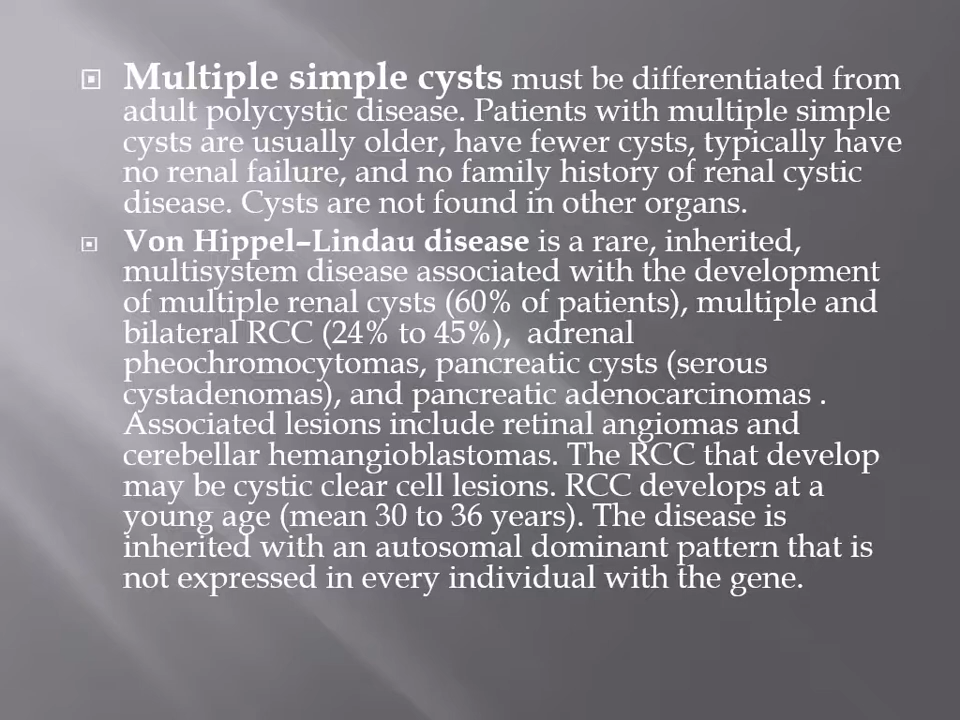 Multiple simple cysts must be differentiated from
adult polycystic disease. Patients with multiple simple
cysts are usually older, have fewer cysts, typically have
no renal failure, and no family history of renal cystic
disease. Cysts are not found in other organs.
Von Hippel–Lindau disease is a rare, inherited,
multisystem disease associated with the development
of multiple renal cysts (60% of patients), multiple and
bilateral RCC (24% to 45%),  adrenal
pheochromocytomas, pancreatic cysts (serous
cystadenomas), and pancreatic adenocarcinomas .
Associated lesions include retinal angiomas and
cerebellar hemangioblastomas. The RCC that develop
may be cystic clear cell lesions. RCC develops at a
young age (mean 30 to 36 years). The disease is
inherited with an autosomal dominant pattern that is
not expressed in every individual with the gene.